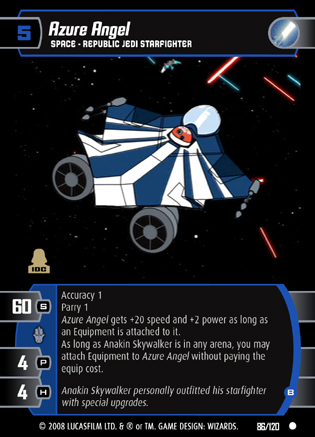 5
Azure Angel
SPACE - REPUBLIC JEDI STARFIGHTER
IDC
60 S
4 P
4 H
Accuracy 1
Parry 1
Azure Angel gets +20 speed and +2 power as long as
an Equipment is attached to it.
As long as Anakin Skywalker is in any arena, you may
attach Equipment to Azure Angel without paying the
equip cost.
Anakin Skywalker personally outfitted his starfighter
with special upgrades.
B
© 2008 LUCASFILM LTD. & ® or TM. GAME DESIGN: WIZARDS. 86/120